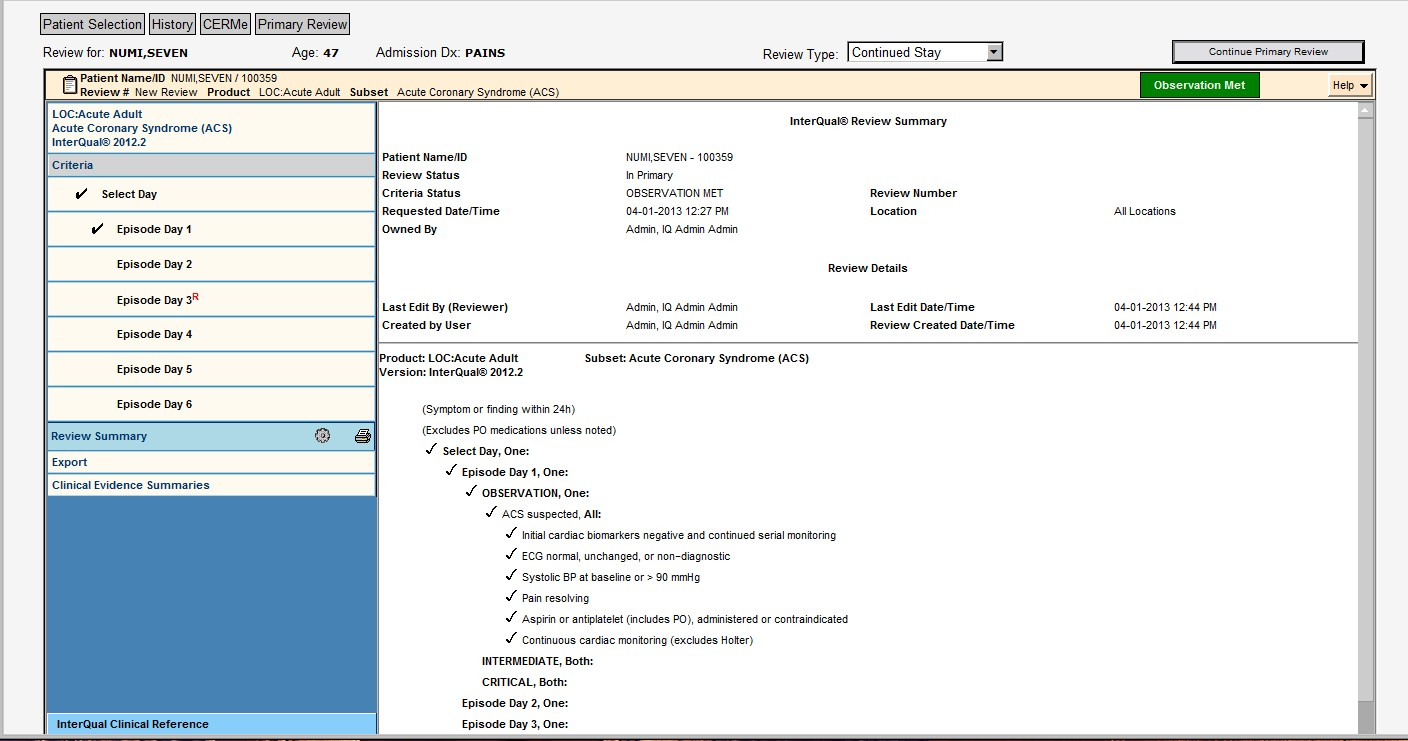 Patient Selection History CERMe Primary Review
Review for: NUMI,SEVEN Age: 47 Admission Dx: PAINS Review Type: Continued Stay Continue Primary Review
Patient Name/ID NUMI,SEVEN / 100359
Review # New Review Product LOC:Acute Adult Subset Acute Coronary Syndrome (ACS)
Observation Met
Help
LOC:Acute Adult
Acute Coronary Syndrome (ACS)
InterQual® 2012.2
Criteria
Select Day
Episode Day 1
Episode Day 2
Episode Day 3R
Episode Day 4
Episode Day 5
Episode Day 6
Review Summary
Export
Clinical Evidence Summaries
InterQual Clinical Reference
InterQual® Review Summary
Patient Name/ID NUMI,SEVEN - 100359
Review Status In Primary
Criteria Status OBSERVATION MET Review Number
Requested Date/Time 04-01-2013 12:27 PM Location All Locations
Owned By Admin, IQ Admin Admin
Review Details
Last Edit By (Reviewer) Admin, IQ Admin Admin Last Edit Date/Time 04-01-2013 12:44 PM
Created by User Admin, IQ Admin Admin Review Created Date/Time 04-01-2013 12:44 PM
Product: LOC:Acute Adult Subset: Acute Coronary Syndrome (ACS)
Version: InterQual® 2012.2
(Symptom or finding within 24h)
(Excludes PO medications unless noted)
Select Day, One:
Episode Day 1, One:
OBSERVATION, One:
ACS suspected, All:
Initial cardiac biomarkers negative and continued serial monitoring
ECG normal, unchanged, or non-diagnostic
Systolic BP at baseline or > 90 mmHg
Pain resolving
Aspirin or antiplatelet (includes PO), administered or contraindicated
Continuous cardiac monitoring (excludes Holter)
INTERMEDIATE, Both:
CRITICAL, Both:
Episode Day 2, One:
Episode Day 3, One: